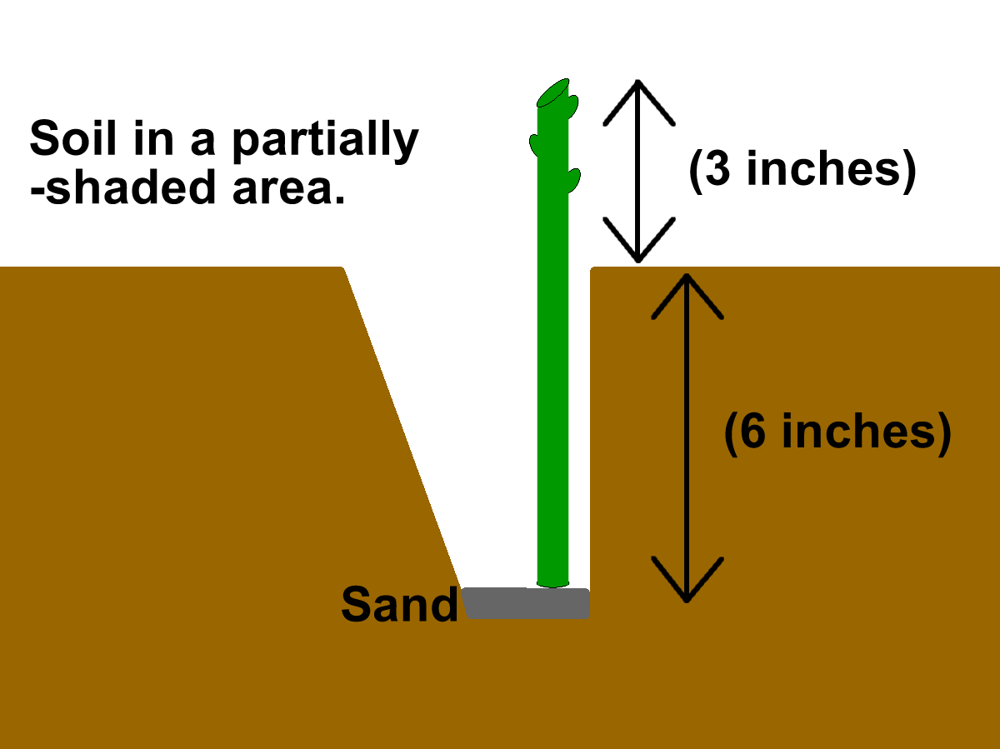 Soil in a partially
-shaded area.
(3 inches)
(6 inches)
Sand